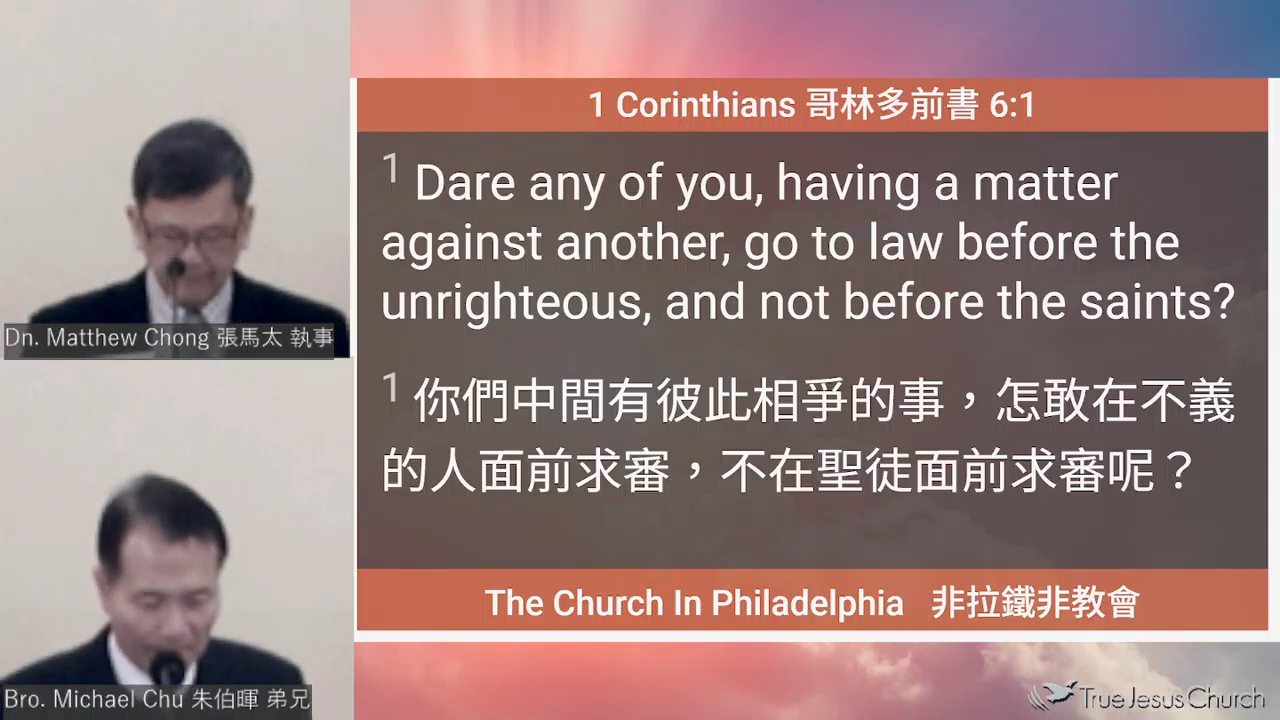 1 Corinthians 哥林多前書 6:1
1 Dare any of you, having a matter
against another, go to law before the
unrighteous, and not before the saints?
1 你們中間有彼此相爭的事，怎敢在不義
的人面前求審，不在聖徒面前求審呢？
The Church In Philadelphia 非拉鐵非教會
Dn. Matthew Chong 張馬太 執事
Bro. Michael Chu 朱伯暉 弟兄
True Jesus Church